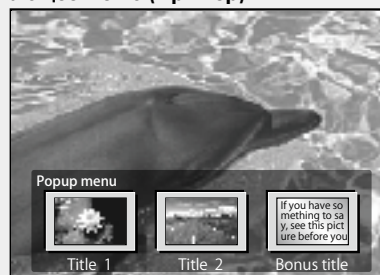 Popup menu
If you have so
mething to sa
y, see this pict
ure before you
Title 1
Title 2
Bonus title